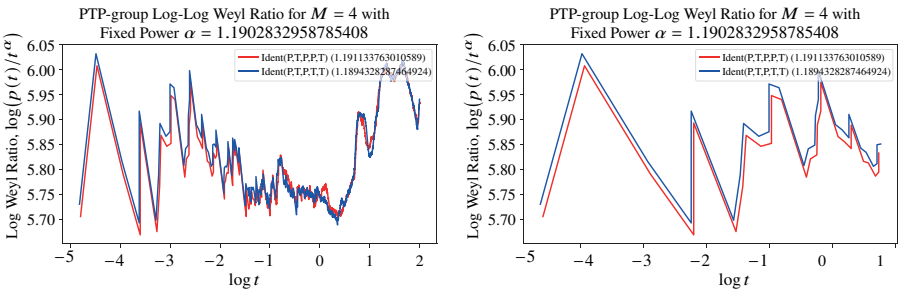 PTP-group Log-Log Weyl Ratio for M = 4 with
Fixed Power α = 1.1902832958785408
Log Weyl Ratio, log(p(t)/t^α)
6.05
6.00
5.95
5.90
5.85
5.80
5.75
5.70
Ident(P,T,P,P,T) (1.191133763010589)
Ident(P,T,P,T,T) (1.1894328287464924)
−5 −4 −3 −2 −1 0 1 2
log t
PTP-group Log-Log Weyl Ratio for M = 4 with
Fixed Power α = 1.1902832958785408
Log Weyl Ratio, log(p(t)/t^α)
6.05
6.00
5.95
5.90
5.85
5.80
5.75
5.70
Ident(P,T,P,P,T) (1.191133763010589)
Ident(P,T,P,T,T) (1.1894328287464924)
−5 −4 −3 −2 −1 0 1
log t